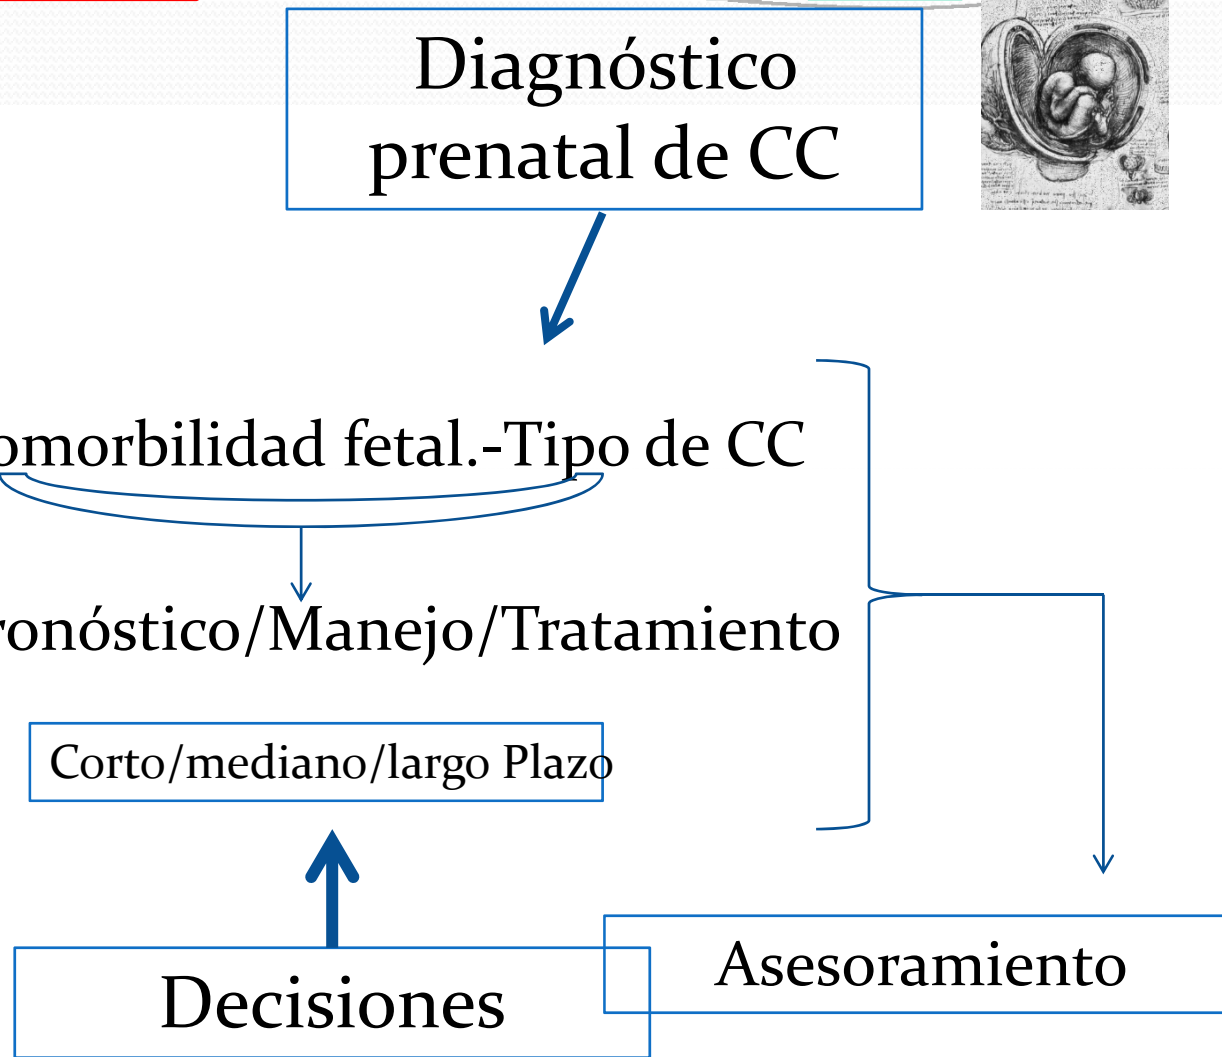 Diagnóstico
prenatal de CC
omorbilidad fetal.-Tipo de CC
ronóstico/Manejo/Tratamiento
Corto/mediano/largo Plazo
Asesoramiento
Decisiones